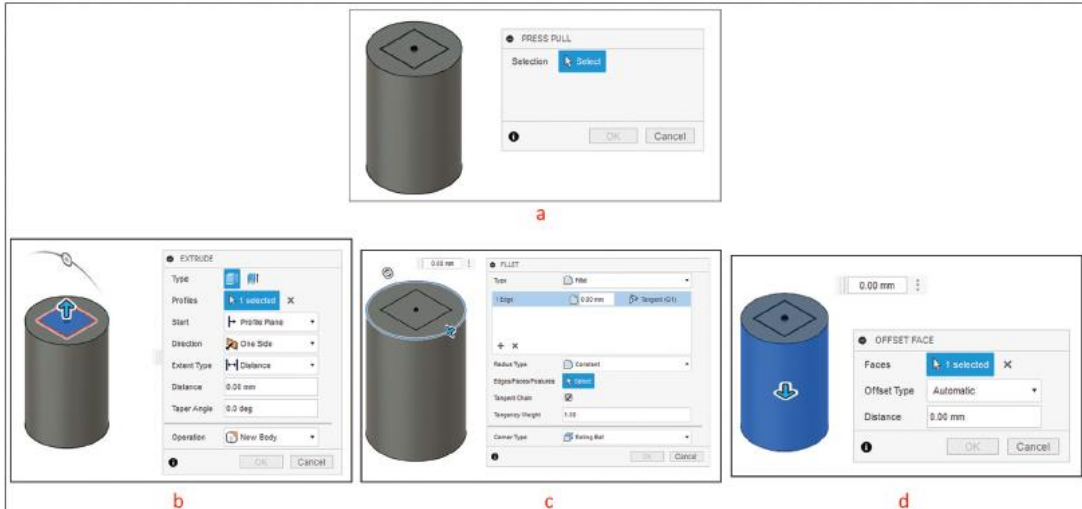 PRESS PULL
Selection Select
OK Cancel
a
EXTRUDE
Type
Profiles 1 selected
Start Profile Plane
Direction One Side
Extent Type Distance
Distance 0.00 mm
Taper Angle 0.0 deg
Operation New Body
OK Cancel
b
0.00 mm
FILLET
Type Fillet
1 Edge 0.00 mm Tangent (G1)
Radius Type Constant
Edges/Faces/Features Select
Tangent Chain
Tangency Weight 1.00
Corner Type Rolling Ball
OK Cancel
c
0.00 mm
OFFSET FACE
Faces 1 selected
Offset Type Automatic
Distance 0.00 mm
OK Cancel
d